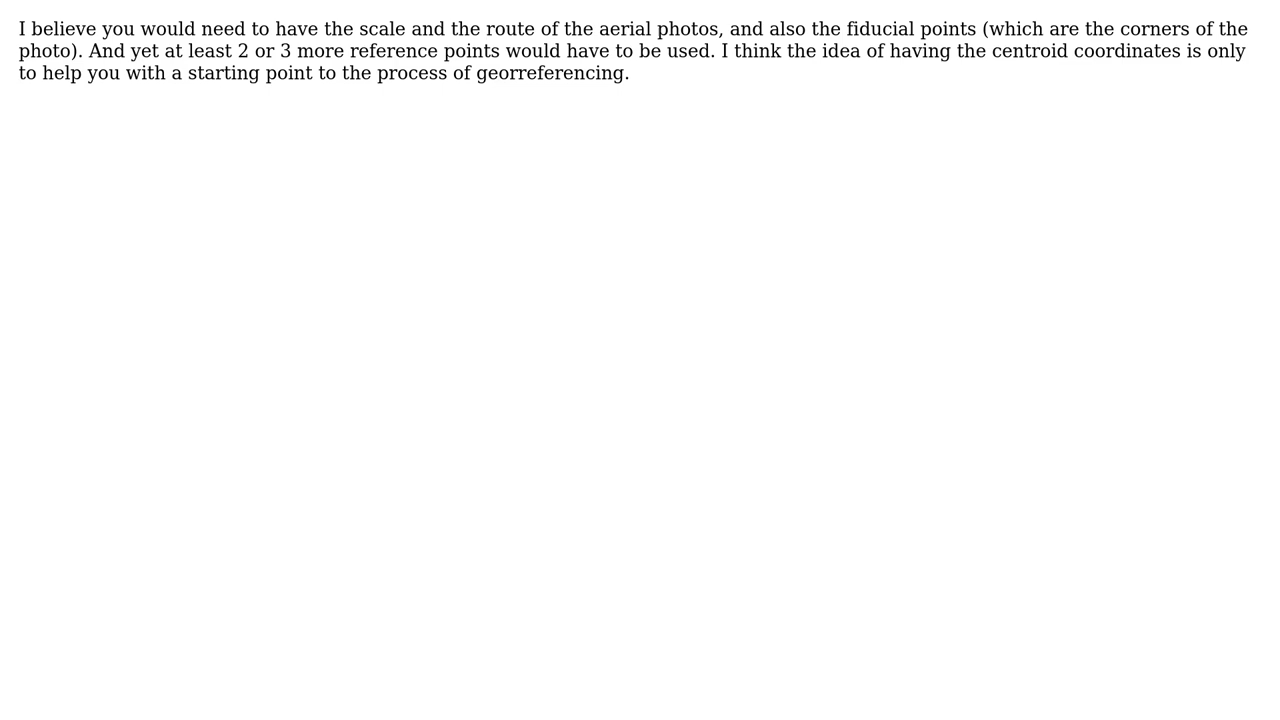 I believe you would need to have the scale and the route of the aerial photos, and also the fiducial points (which are the corners of the
photo). And yet at least 2 or 3 more reference points would have to be used. I think the idea of having the centroid coordinates is only
to help you with a starting point to the process of georreferencing.